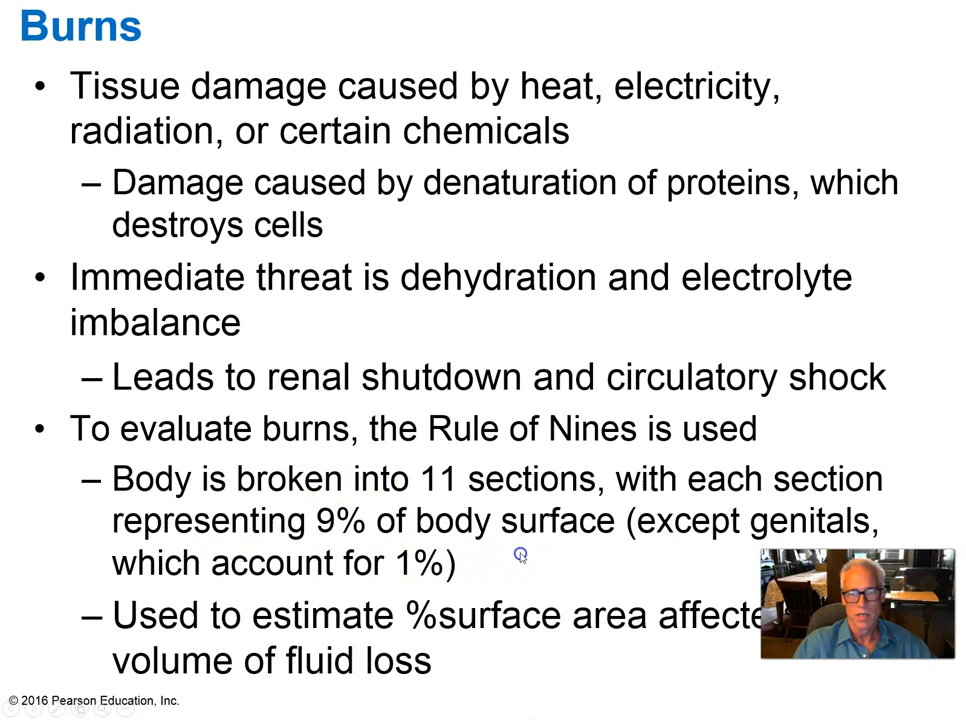 Burns
• Tissue damage caused by heat, electricity,
radiation, or certain chemicals
– Damage caused by denaturation of proteins, which
destroys cells
• Immediate threat is dehydration and electrolyte
imbalance
– Leads to renal shutdown and circulatory shock
• To evaluate burns, the Rule of Nines is used
– Body is broken into 11 sections, with each section
representing 9% of body surface (except genitals,
which account for 1%)
– Used to estimate %surface area
volume of fluid loss
© 2016 Pearson Education, Inc.